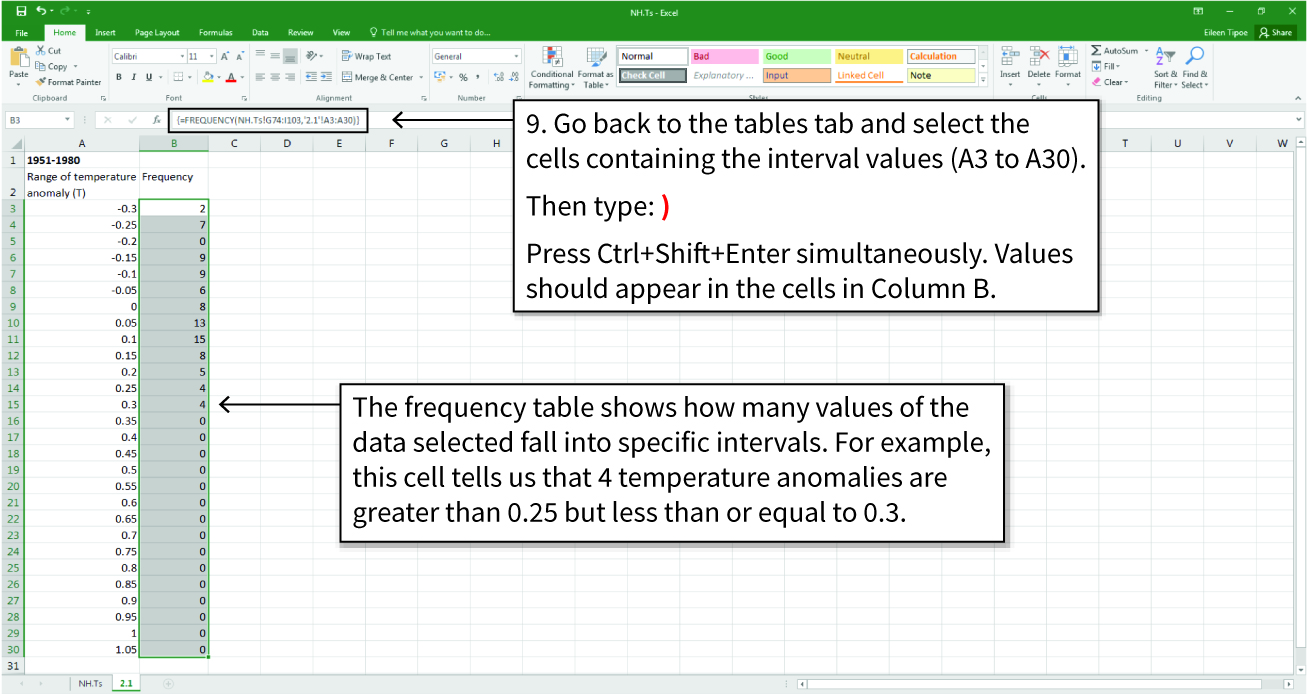 NH.Ts - Excel
File Home Insert Page Layout Formulas Data Review View Tell me what you want to do... Eileen Tipoe Share
Paste Cut Copy Format Painter
Calibri 11
B I U A
Wrap Text
Merge & Center
General
%
Conditional Formatting
Format as Table
Normal Bad Good Neutral Calculation
Check Cell Explanatory ... Input Linked Cell Note
Insert Delete Format
AutoSum
Fill
Clear
Sort & Filter
Find & Select
Clipboard Font Alignment Number Styles Cells Editing
B3 fx {=FREQUENCY(NH.Ts!G74:I103,'2.1'!A3:A30)}
9. Go back to the tables tab and select the
cells containing the interval values (A3 to A30).
Then type: )
Press Ctrl+Shift+Enter simultaneously. Values
should appear in the cells in Column B.
A B C D E F G H T U V W
1 1951-1980
Range of temperature Frequency
2 anomaly (T)
3 -0.3 2
4 -0.25 7
5 -0.2 0
6 -0.15 9
7 -0.1 9
8 -0.05 6
9 0 8
10 0.05 13
11 0.1 15
12 0.15 8
13 0.2 5
14 0.25 4
15 0.3 4
16 0.35 0
17 0.4 0
18 0.45 0
19 0.5 0
20 0.55 0
21 0.6 0
22 0.65 0
23 0.7 0
24 0.75 0
25 0.8 0
26 0.85 0
27 0.9 0
28 0.95 0
29 1 0
30 1.05 0
31
The frequency table shows how many values of the
data selected fall into specific intervals. For example,
this cell tells us that 4 temperature anomalies are
greater than 0.25 but less than or equal to 0.3.
NH.Ts 2.1